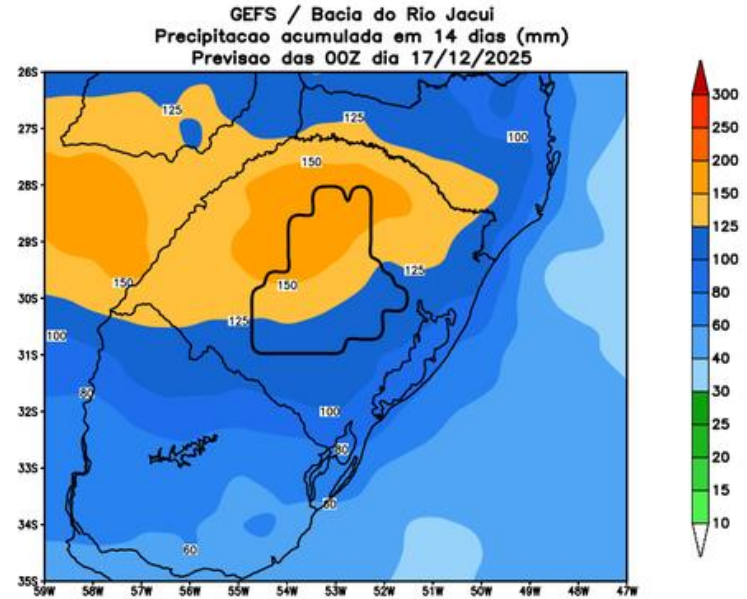 GEFS / Bacia do Rio Jacui
Precipitacao acumulada em 14 dias (mm)
Previsao das 00Z dia 17/12/2025
26S
27S
28S
29S
30S
31S
32S
33S
34S
35S
59W 58W 57W 56W 55W 54W 53W 52W 51W 50W 49W 48W 47W
125
125
100
150
150
150
125
125
100
80
100
80
80
60
300
250
200
150
125
100
80
60
40
30
25
20
15
10